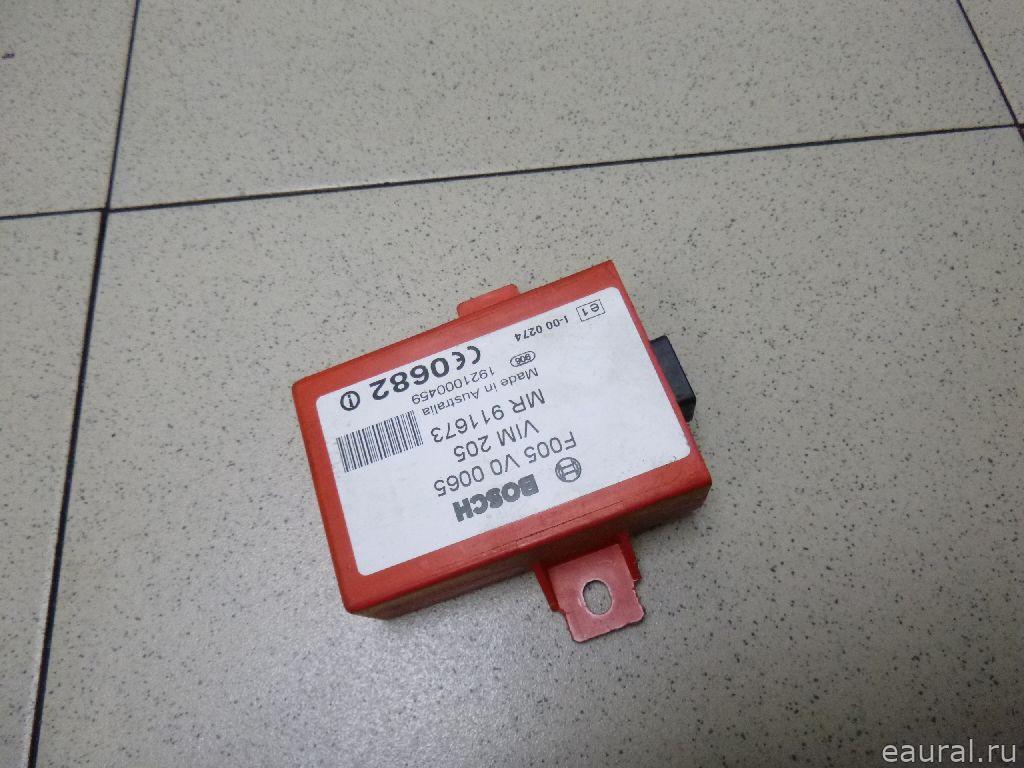 BOSCH
F005 V0 0065
VIM 205
MR 911673
Made in Australia
1921000459
906
CE0682
e1
1-00 0274
eaural.ru